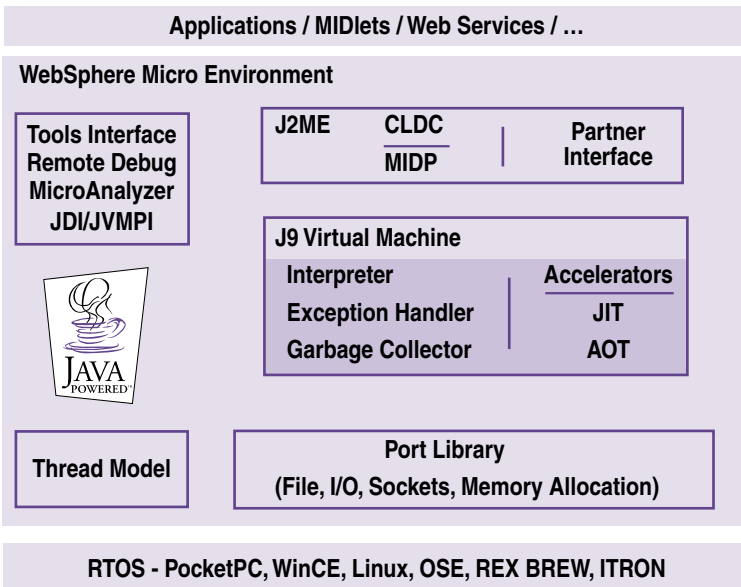 Applications / MIDlets / Web Services / …
WebSphere Micro Environment
Tools Interface
Remote Debug
MicroAnalyzer
JDI/JVMPI
J2ME
CLDC
MIDP
Partner
Interface
J9 Virtual Machine
Interpreter
Exception Handler
Garbage Collector
Accelerators
JIT
AOT
JAVA
POWERED™
Thread Model
Port Library
(File, I/O, Sockets, Memory Allocation)
RTOS - PocketPC, WinCE, Linux, OSE, REX BREW, ITRON